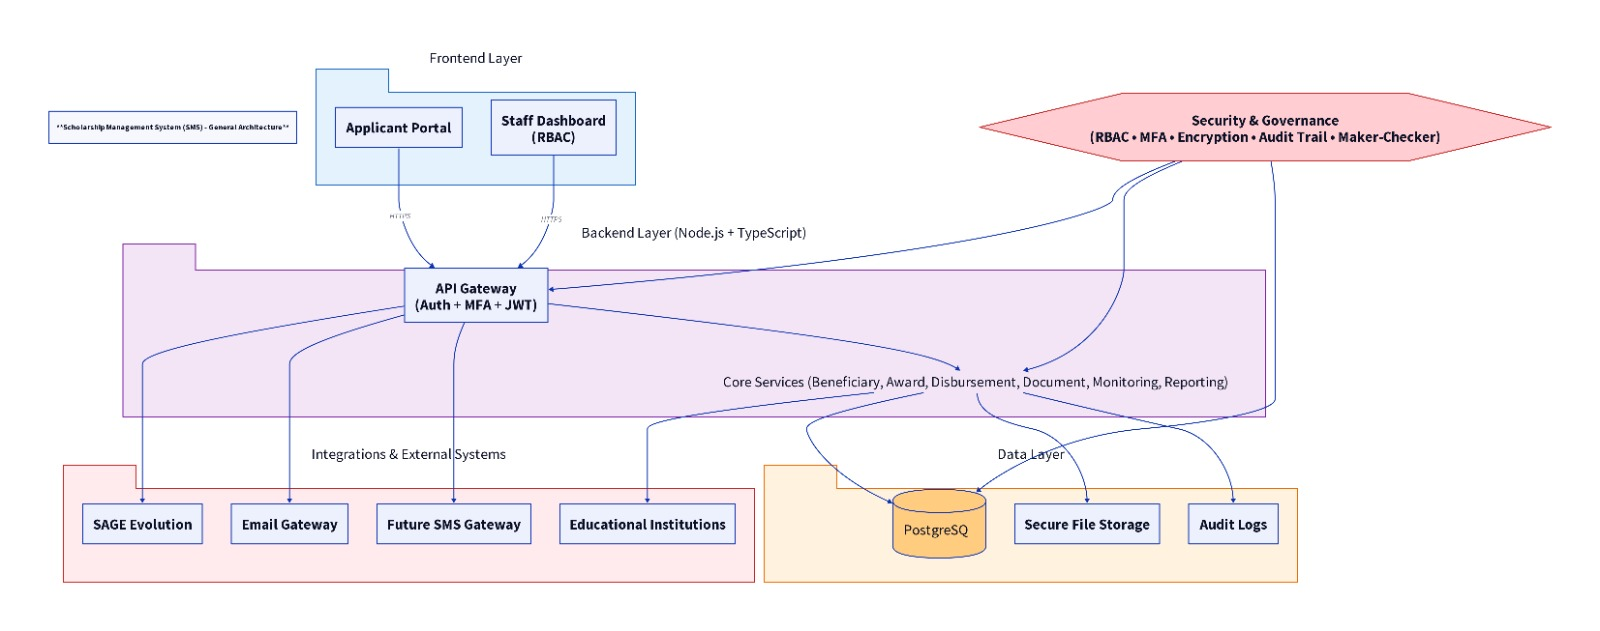 Frontend Layer
**Scholarship Management System (SMS) - General Architecture**
Applicant Portal
Staff Dashboard
(RBAC)
Security & Governance
(RBAC • MFA • Encryption • Audit Trail • Maker-Checker)
HTTPS
HTTPS
Backend Layer (Node.js + TypeScript)
API Gateway
(Auth + MFA + JWT)
Core Services (Beneficiary, Award, Disbursement, Document, Monitoring, Reporting)
Integrations & External Systems
Data Layer
SAGE Evolution
Email Gateway
Future SMS Gateway
Educational Institutions
PostgreSQ
Secure File Storage
Audit Logs